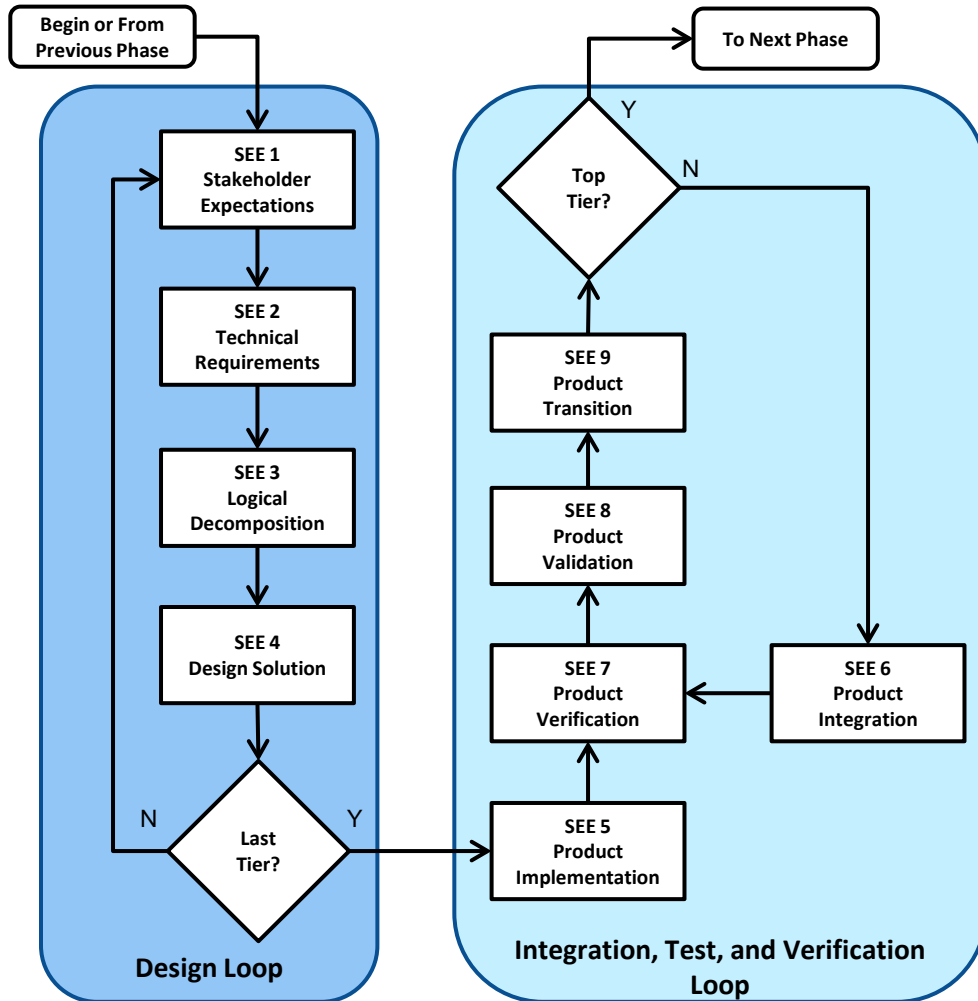 Begin or From
Previous Phase
SEE 1
Stakeholder
Expectations
SEE 2
Technical
Requirements
SEE 3
Logical
Decomposition
SEE 4
Design Solution
Last
Tier?
N
Y
Design Loop
To Next Phase
Y
N
Top
Tier?
SEE 9
Product
Transition
SEE 8
Product
Validation
SEE 7
Product
Verification
SEE 6
Product
Integration
SEE 5
Product
Implementation
Integration, Test, and Verification
Loop